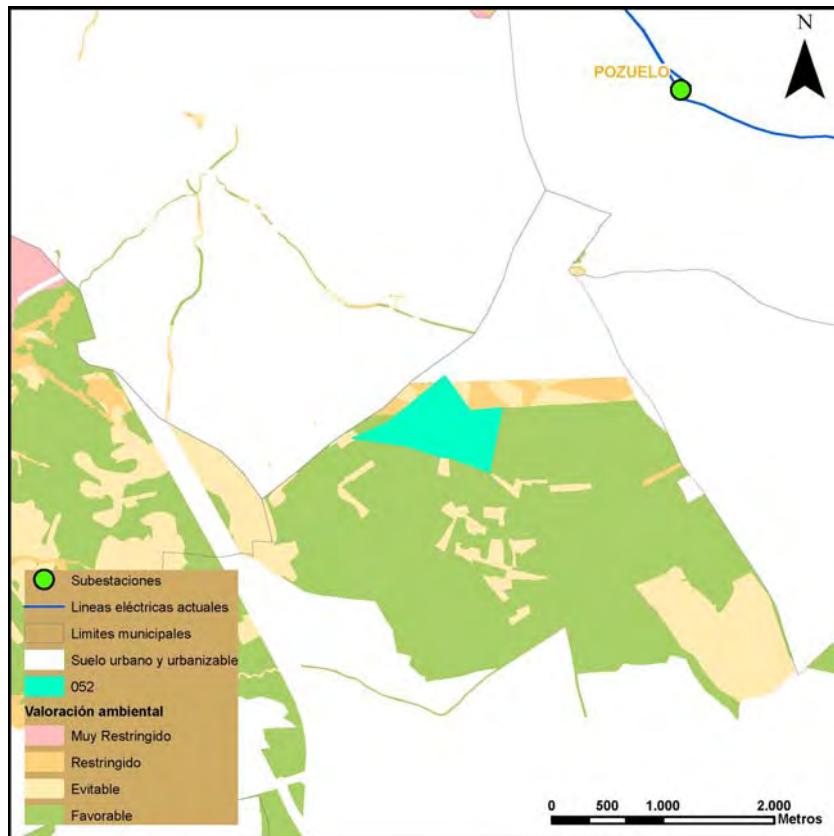 N
POZUELO
Subestaciones
Lineas eléctricas actuales
Limites municipales
Suelo urbano y urbanizable
052
Valoración ambiental
Muy Restringido
Restringido
Evitable
Favorable
0 500 1.000 2.000
Metros